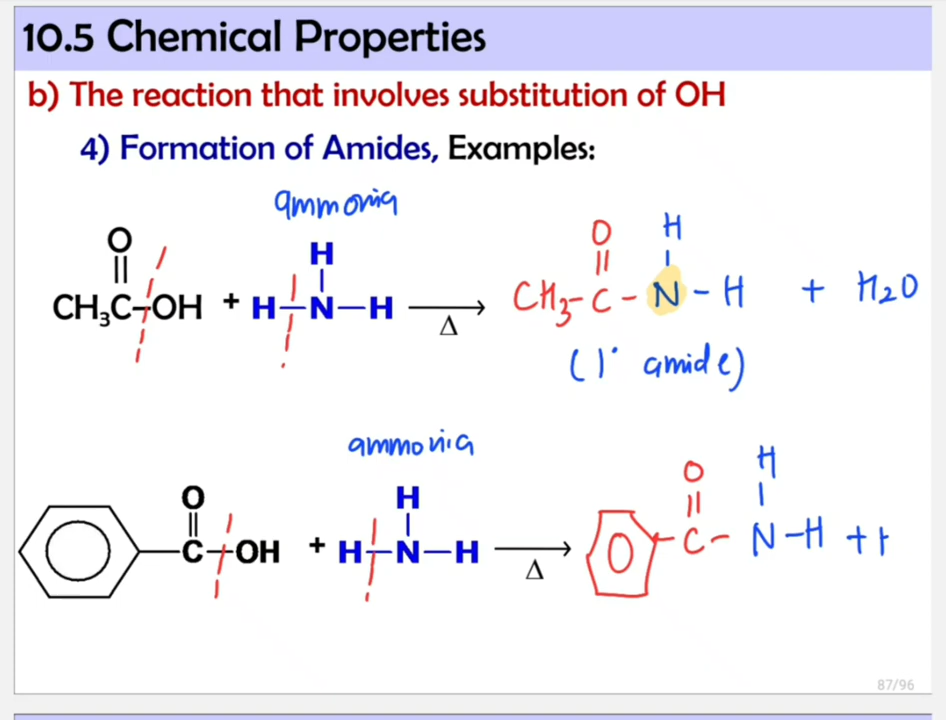 10.5 Chemical Properties
b) The reaction that involves substitution of OH
4) Formation of Amides, Examples:
ammonia
O H O H
CH₃C-OH + H-N-H → CH₃-C-N-H + H₂O
Δ
(1° amide)
ammonia
O H O H
C-OH + H-N-H → C-N-H + H
Δ
87/96